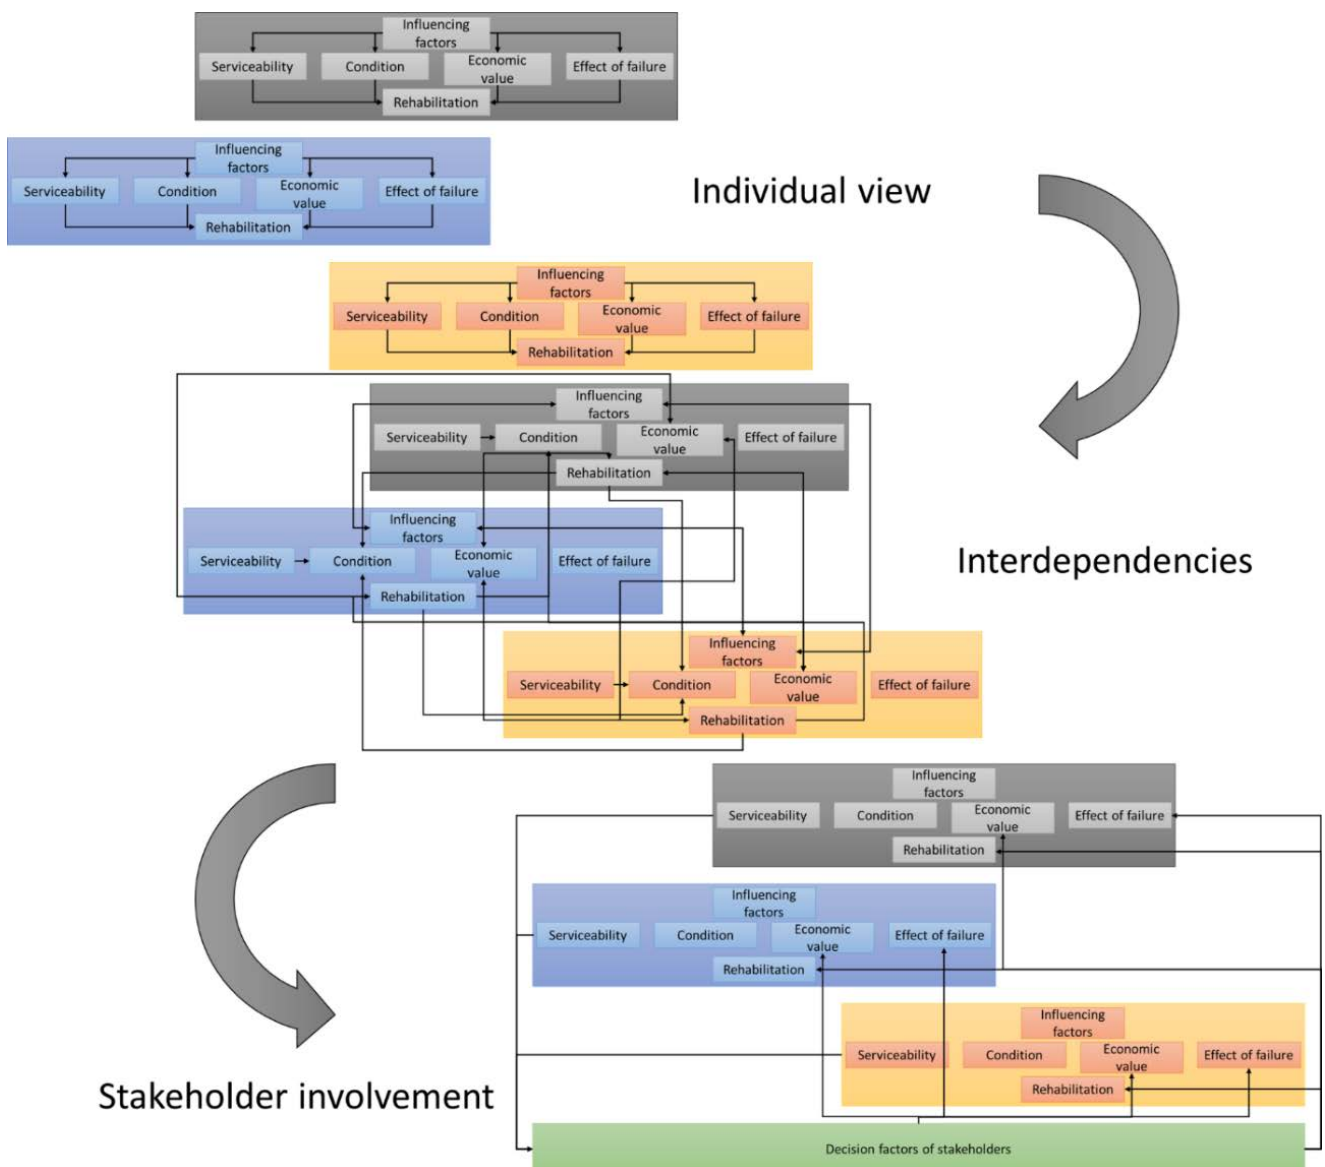 Influencing
factors
Serviceability
Condition
Economic
value
Effect of failure
Rehabilitation
Influencing
factors
Serviceability
Condition
Economic
value
Effect of failure
Rehabilitation
Individual view
Influencing
factors
Serviceability
Condition
Economic
value
Effect of failure
Rehabilitation
Influencing
factors
Serviceability
Condition
Economic
value
Effect of failure
Rehabilitation
Influencing
factors
Serviceability
Condition
Economic
value
Effect of failure
Rehabilitation
Interdependencies
Influencing
factors
Serviceability
Condition
Economic
value
Effect of failure
Rehabilitation
Influencing
factors
Serviceability
Condition
Economic
value
Effect of failure
Rehabilitation
Influencing
factors
Serviceability
Condition
Economic
value
Effect of failure
Rehabilitation
Influencing
factors
Serviceability
Condition
Economic
value
Effect of failure
Rehabilitation
Stakeholder involvement
Decision factors of stakeholders